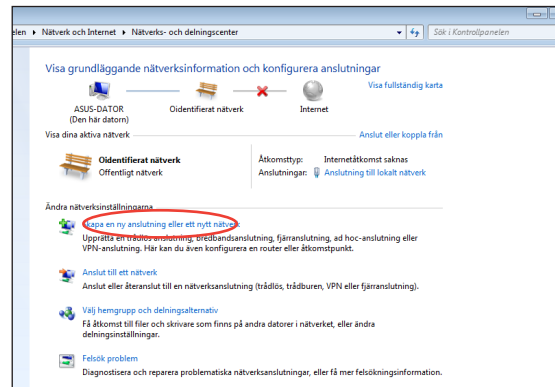 elen ▸ Nätverk och Internet ▸ Nätverks- och delningscenter
Sök i Kontrollpanelen
Visa grundläggande nätverksinformation och konfigurera anslutningar
Visa fullständig karta
ASUS-DATOR
(Den här datorn)
Oidentifierat nätverk
Internet
Visa dina aktiva nätverk
Anslut eller koppla från
Oidentifierat nätverk
Offentligt nätverk
Åtkomsttyp: Internetåtkomst saknas
Anslutningar: Anslutning till lokalt nätverk
Ändra nätverksinställningarna
Skapa en ny anslutning eller ett nytt nätverk
Upprätta en trådlös anslutning, bredbandsanslutning, fjärranslutning, ad hoc-anslutning eller
VPN-anslutning. Här kan du även konfigurera en router eller åtkomstpunkt.
Anslut till ett nätverk
Anslut eller återanslut till en nätverksanslutning (trådlös, trådburen, VPN eller fjärranslutning).
Välj hemgrupp och delningsalternativ
Få åtkomst till filer och skrivare som finns på andra datorer i nätverket, eller ändra
delningsinställningar.
Felsök problem
Diagnostisera och reparera problematiska nätverksanslutningar, eller få mer felsökningsinformation.